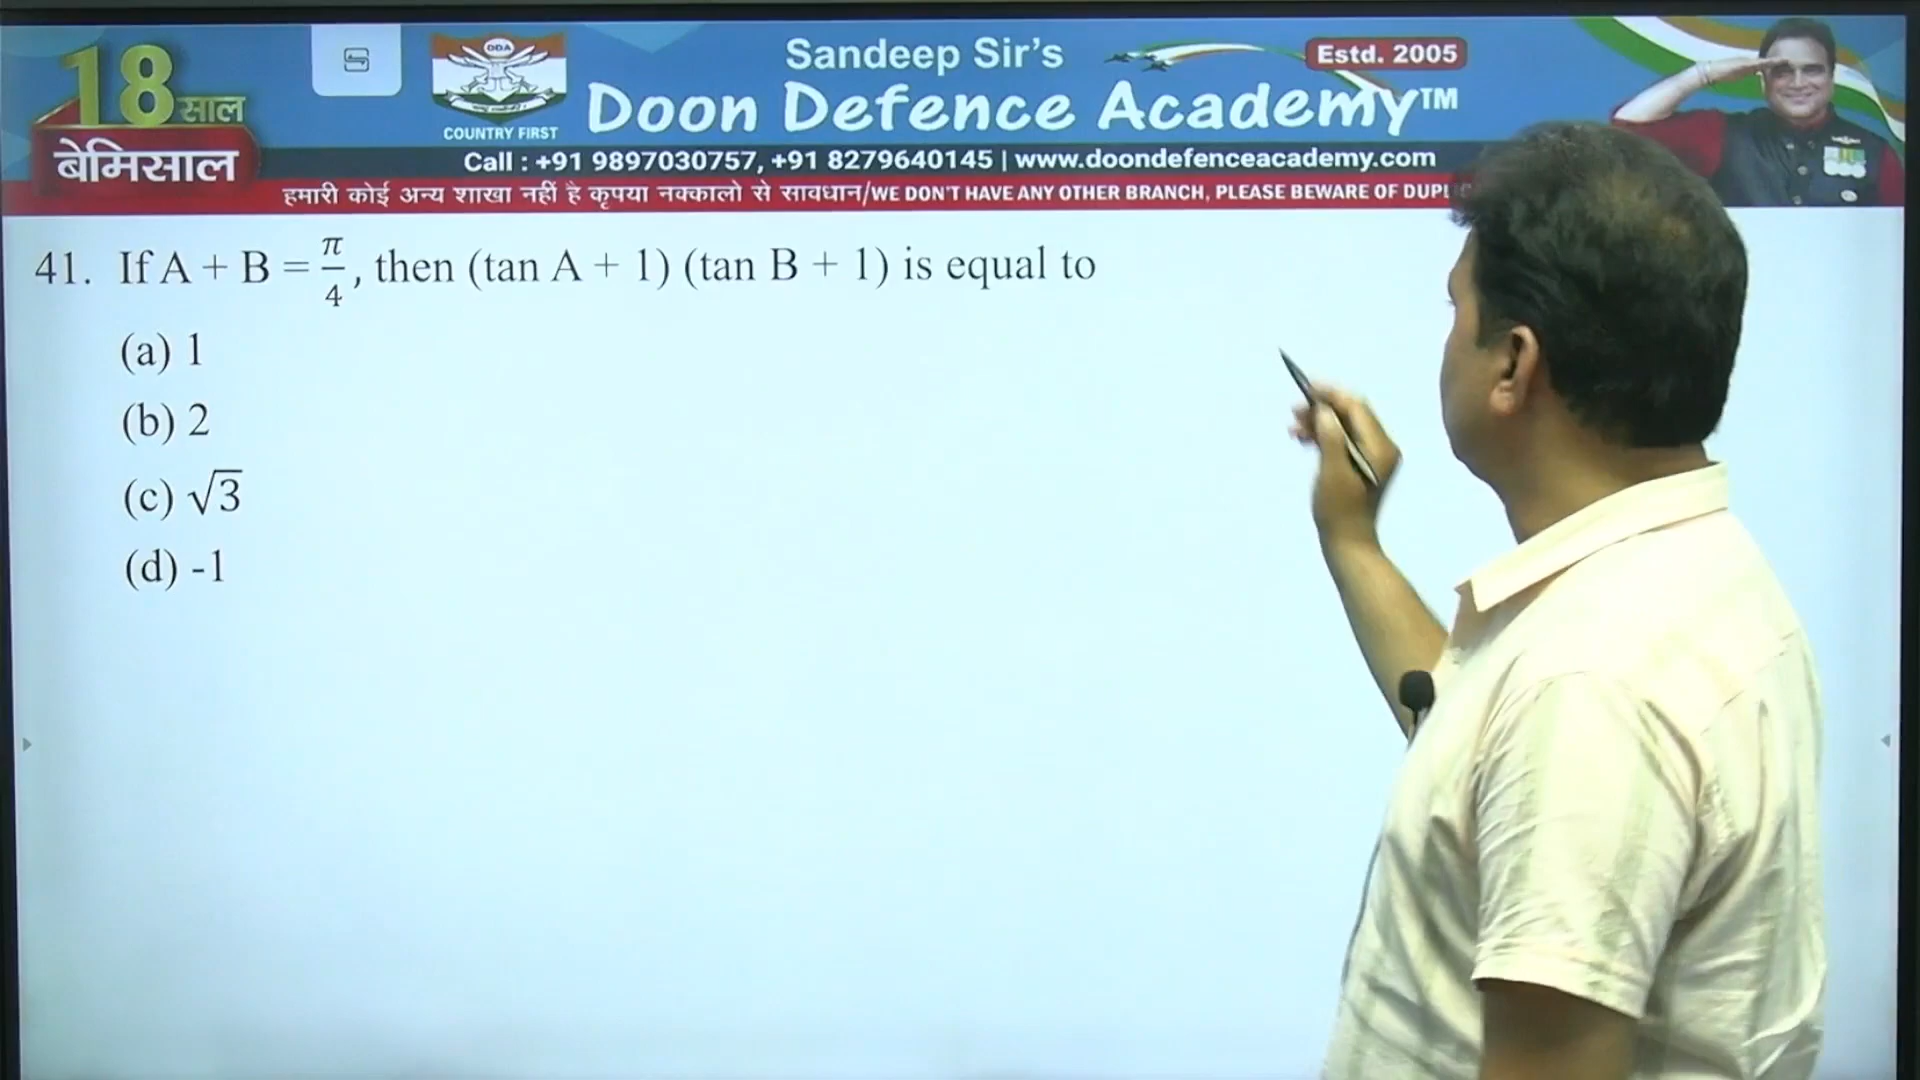 18 साल
बेमिसाल
DDA
COUNTRY FIRST
Sandeep Sir's
Estd. 2005
Doon Defence Academy™
Call : +91 9897030757, +91 8279640145 | www.doondefenceacademy.com
हमारी कोई अन्य शाखा नहीं है कृपया नक्कालो से सावधान/WE DON'T HAVE ANY OTHER BRANCH, PLEASE BEWARE OF
41. If A + B = π/4, then (tan A + 1) (tan B + 1) is equal to
(a) 1
(b) 2
(c) √3
(d) -1